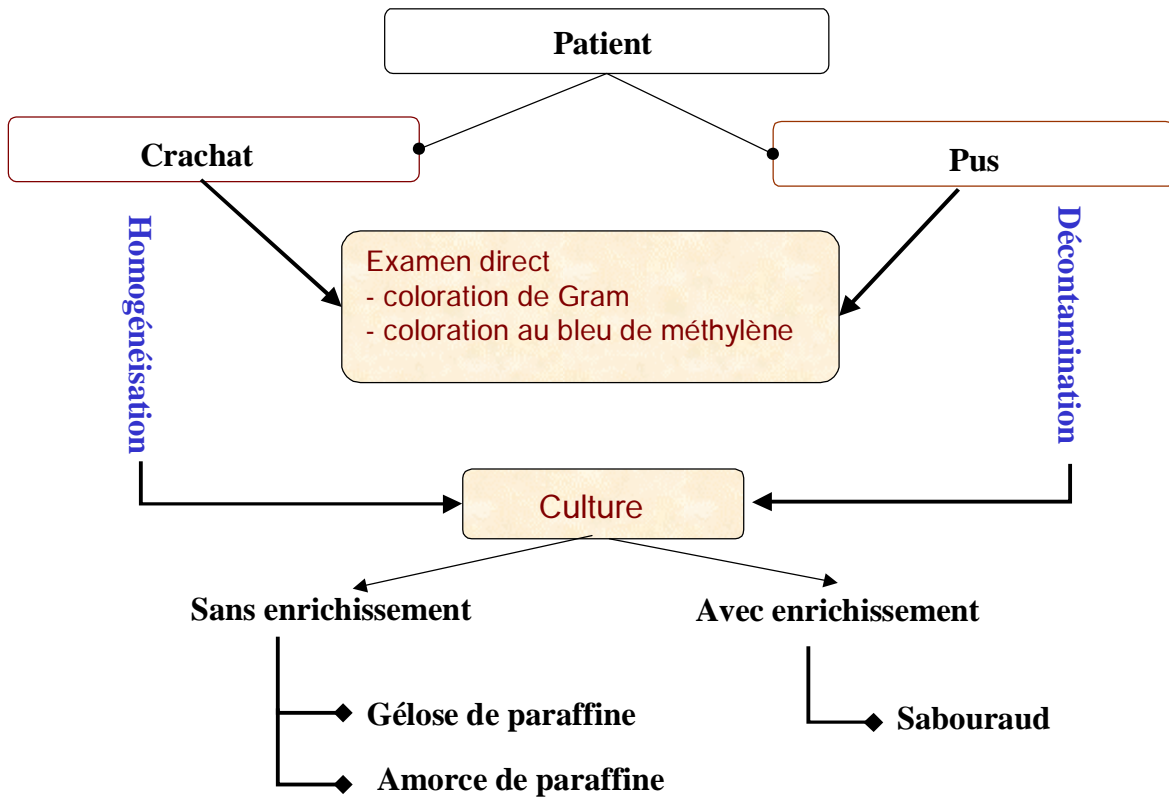 Patient
Crachat
Pus
Homogénéisation
Décontamination
Examen direct
- coloration de Gram
- coloration au bleu de méthylène
Culture
Sans enrichissement
Avec enrichissement
Gélose de paraffine
Sabouraud
Amorce de paraffine